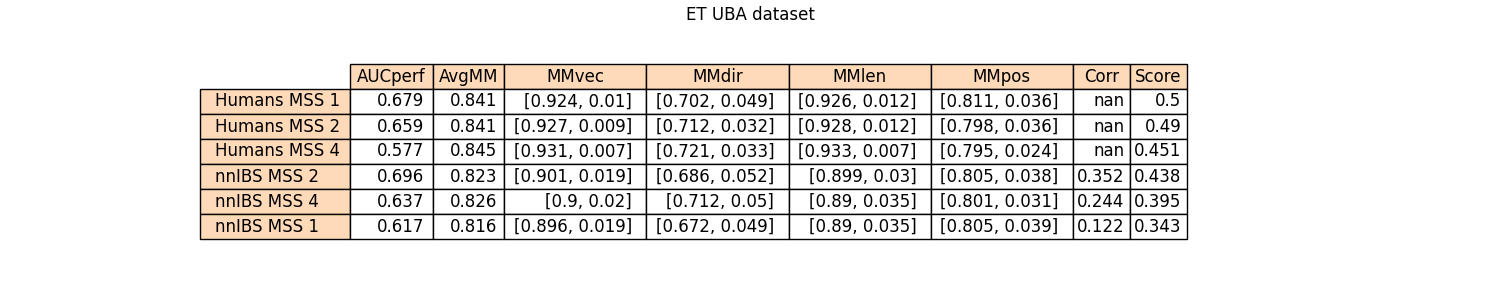 ET UBA dataset
AUCperf AvgMM MMvec MMdir MMlen MMpos Corr Score
Humans MSS 1 0.679 0.841 [0.924, 0.01] [0.702, 0.049] [0.926, 0.012] [0.811, 0.036] nan 0.5
Humans MSS 2 0.659 0.841 [0.927, 0.009] [0.712, 0.032] [0.928, 0.012] [0.798, 0.036] nan 0.49
Humans MSS 4 0.577 0.845 [0.931, 0.007] [0.721, 0.033] [0.933, 0.007] [0.795, 0.024] nan 0.451
nnIBS MSS 2 0.696 0.823 [0.901, 0.019] [0.686, 0.052] [0.899, 0.03] [0.805, 0.038] 0.352 0.438
nnIBS MSS 4 0.637 0.826 [0.9, 0.02] [0.712, 0.05] [0.89, 0.035] [0.801, 0.031] 0.244 0.395
nnIBS MSS 1 0.617 0.816 [0.896, 0.019] [0.672, 0.049] [0.89, 0.035] [0.805, 0.039] 0.122 0.343